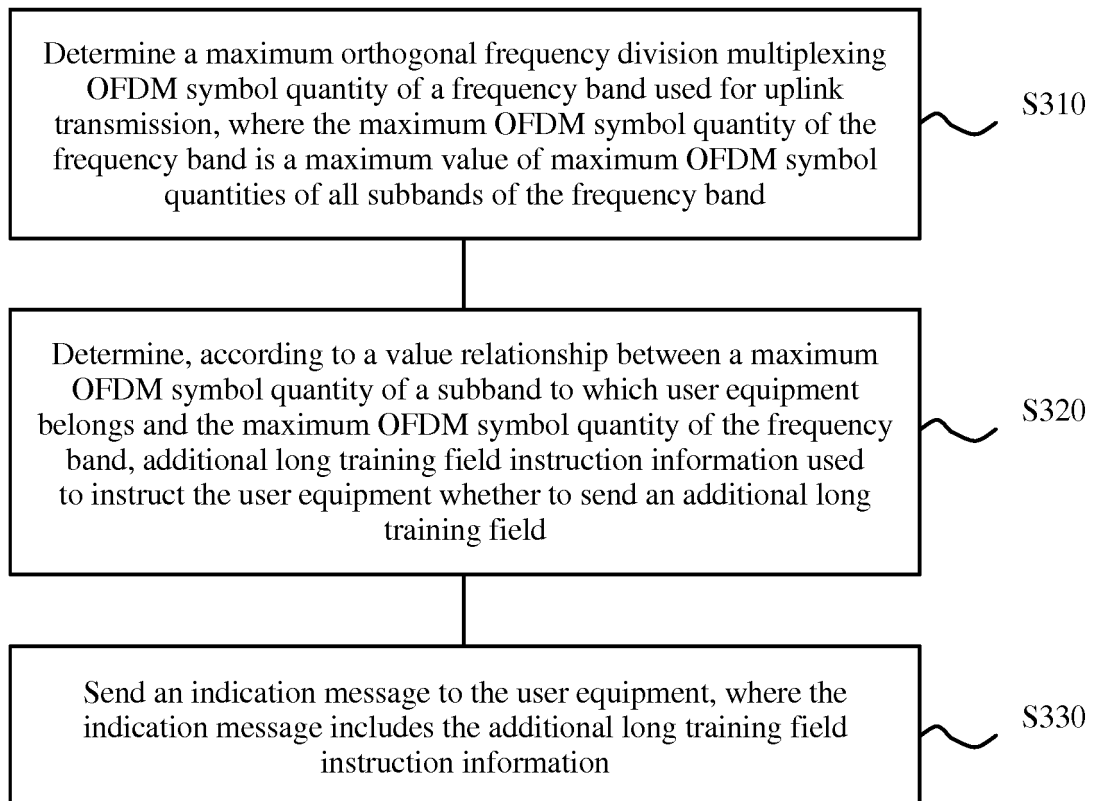 Determine a maximum orthogonal frequency division multiplexing
OFDM symbol quantity of a frequency band used for uplink
transmission, where the maximum OFDM symbol quantity of the
frequency band is a maximum value of maximum OFDM symbol
quantities of all subbands of the frequency band
S310
Determine, according to a value relationship between a maximum
OFDM symbol quantity of a subband to which user equipment
belongs and the maximum OFDM symbol quantity of the frequency
band, additional long training field instruction information used
to instruct the user equipment whether to send an additional long
training field
S320
Send an indication message to the user equipment, where the
indication message includes the additional long training field
instruction information
S330